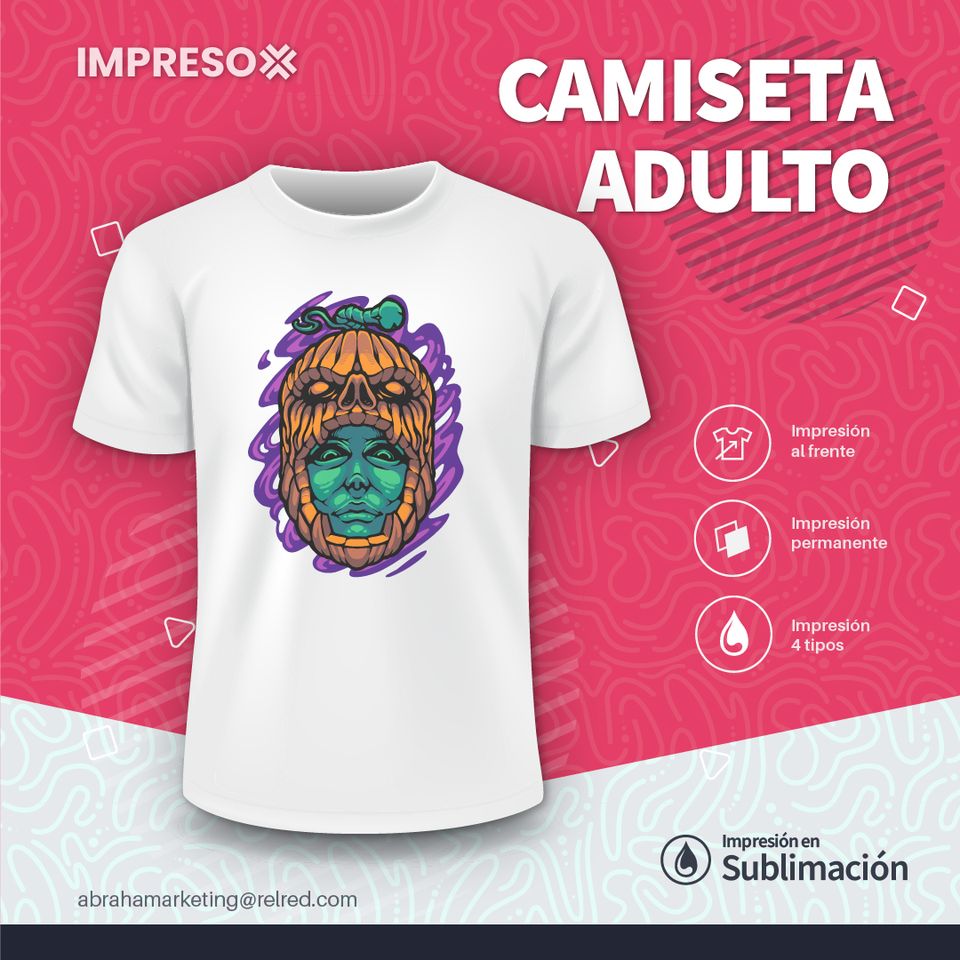 IMPRESOX
CAMISETA
ADULTO
Impresión
al frente
Impresión
permanente
Impresión
4 tipos
Impresión en
Sublimación
abrahamarketing@relred.com